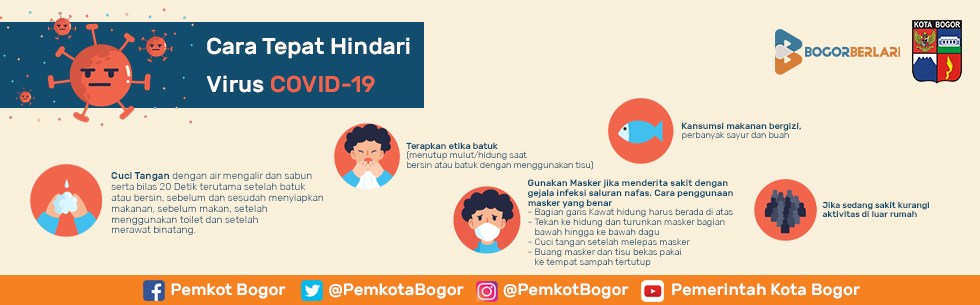 Cara Tepat Hindari
Virus COVID-19
BOGORBERLARI
KOTA BOGOR
Cuci Tangan dengan air mengalir dan sabun
serta bilas 20 Detik terutama setelah batuk
atau bersin, sebelum dan sesudah menyiapkan
makanan, sebelum makan, setelah
menggunakan toilet dan setelah
merawat binatang.
Terapkan etika batuk
(menutup mulut/hidung saat
bersin atau batuk dengan menggunakan tisu)
Gunakan Masker jika menderita sakit dengan
gejala infeksi saluran nafas. Cara penggunaan
masker yang benar
- Bagian garis Kawat hidung harus berada di atas
- Tekan ke hidung dan turunkan masker bagian
bawah hingga ke bawah dagu
- Cuci tangan setelah melepas masker
- Buang masker dan tisu bekas pakai
ke tempat sampah tertutup
Kansumsi makanan bergizi,
perbanyak sayur dan buah
Jika sedang sakit kurangi
aktivitas di luar rumah
Pemkot Bogor
@PemkotaBogor
@PemkotBogor
Pemerintah Kota Bogor